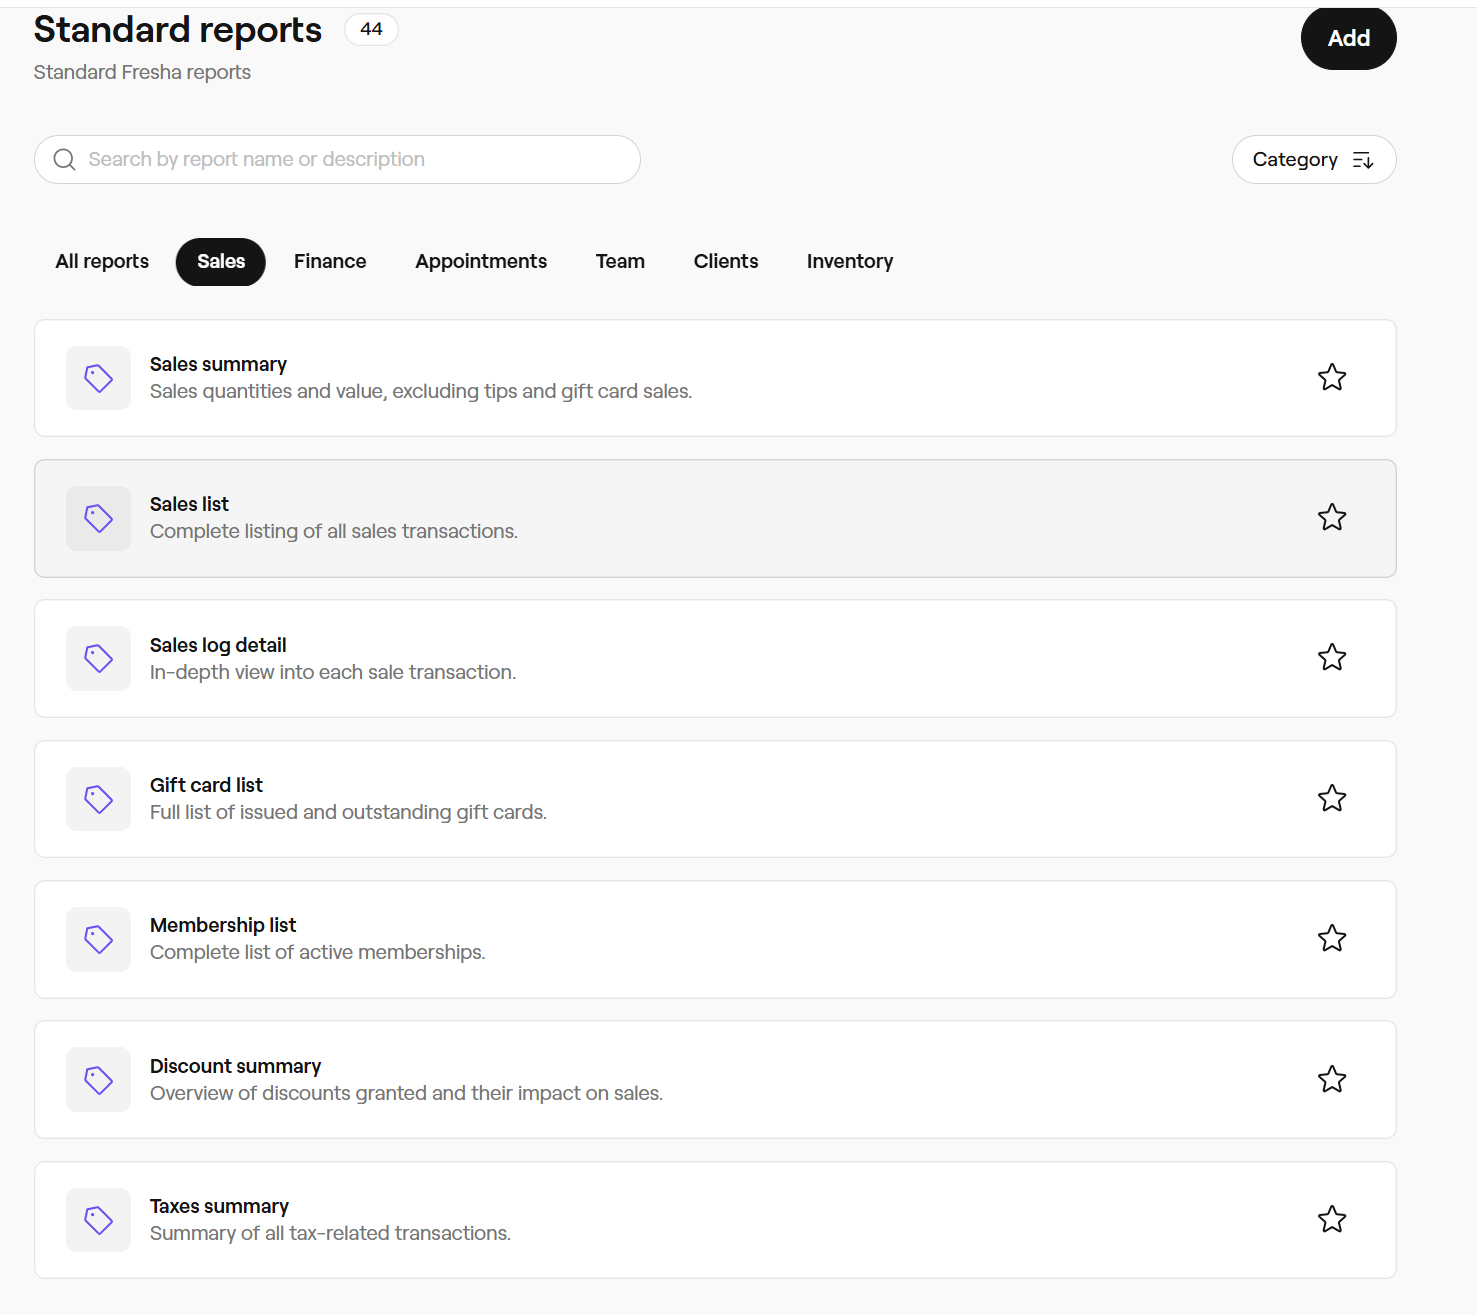 Standard reports 44
Add
Standard Fresha reports
Search by report name or description
Category
All reports Sales Finance Appointments Team Clients Inventory
Sales summary
Sales quantities and value, excluding tips and gift card sales.
Sales list
Complete listing of all sales transactions.
Sales log detail
In-depth view into each sale transaction.
Gift card list
Full list of issued and outstanding gift cards.
Membership list
Complete list of active memberships.
Discount summary
Overview of discounts granted and their impact on sales.
Taxes summary
Summary of all tax-related transactions.